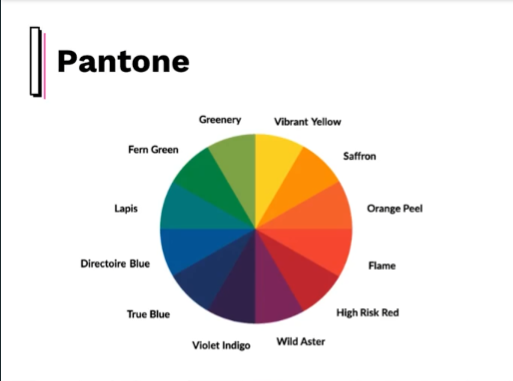 Pantone
Greenery
Vibrant Yellow
Fern Green
Saffron
Lapis
Orange Peel
Directoire Blue
Flame
True Blue
High Risk Red
Violet Indigo
Wild Aster